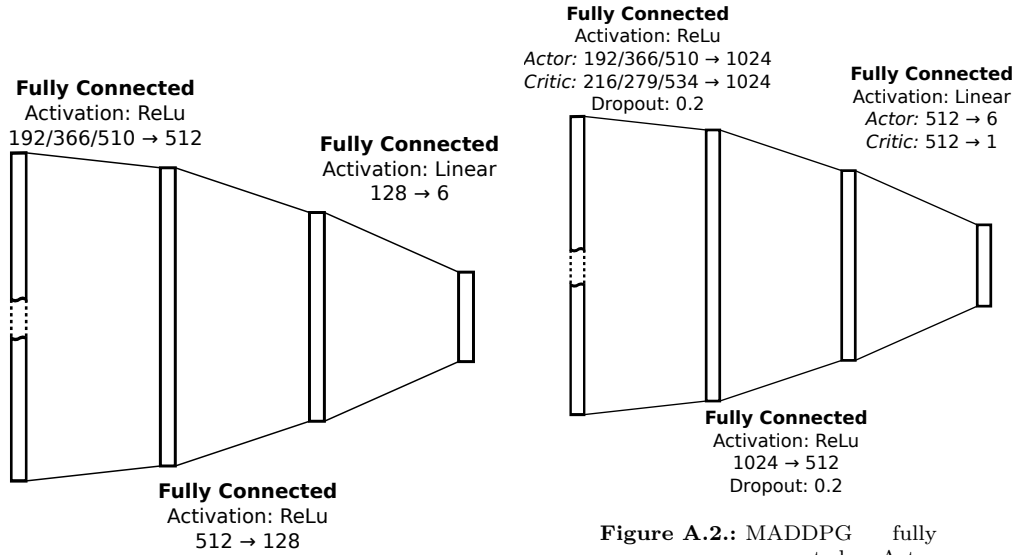 Fully Connected
Activation: ReLu
192/366/510 → 512
Fully Connected
Activation: Linear
128 → 6
Fully Connected
Activation: ReLu
512 → 128
Fully Connected
Activation: ReLu
Actor: 192/366/510 → 1024
Critic: 216/279/534 → 1024
Dropout: 0.2
Fully Connected
Activation: Linear
Actor: 512 → 6
Critic: 512 → 1
Fully Connected
Activation: ReLu
1024 → 512
Dropout: 0.2
Figure A.2.: MADDPG fully